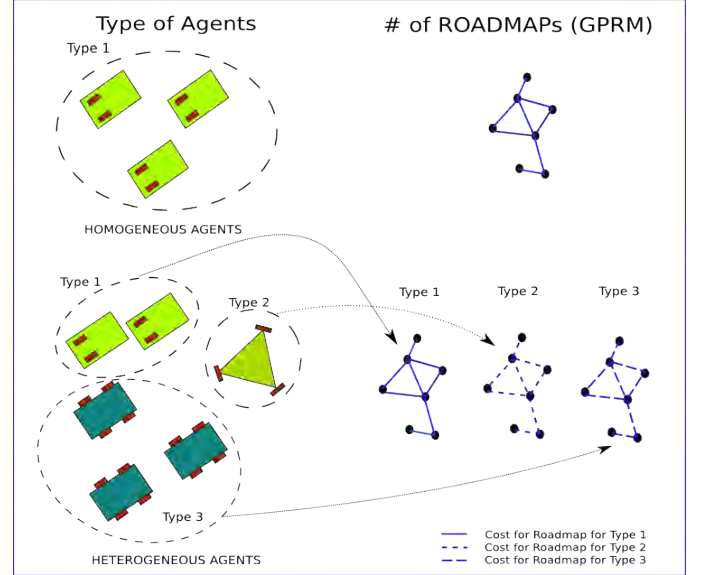 Type of Agents
# of ROADMAPs (GPRM)
Type 1
HOMOGENEOUS AGENTS
Type 1
Type 2
Type 1
Type 2
Type 3
Type 3
Cost for Roadmap for Type 1
Cost for Roadmap for Type 2
Cost for Roadmap for Type 3
HETEROGENEOUS AGENTS